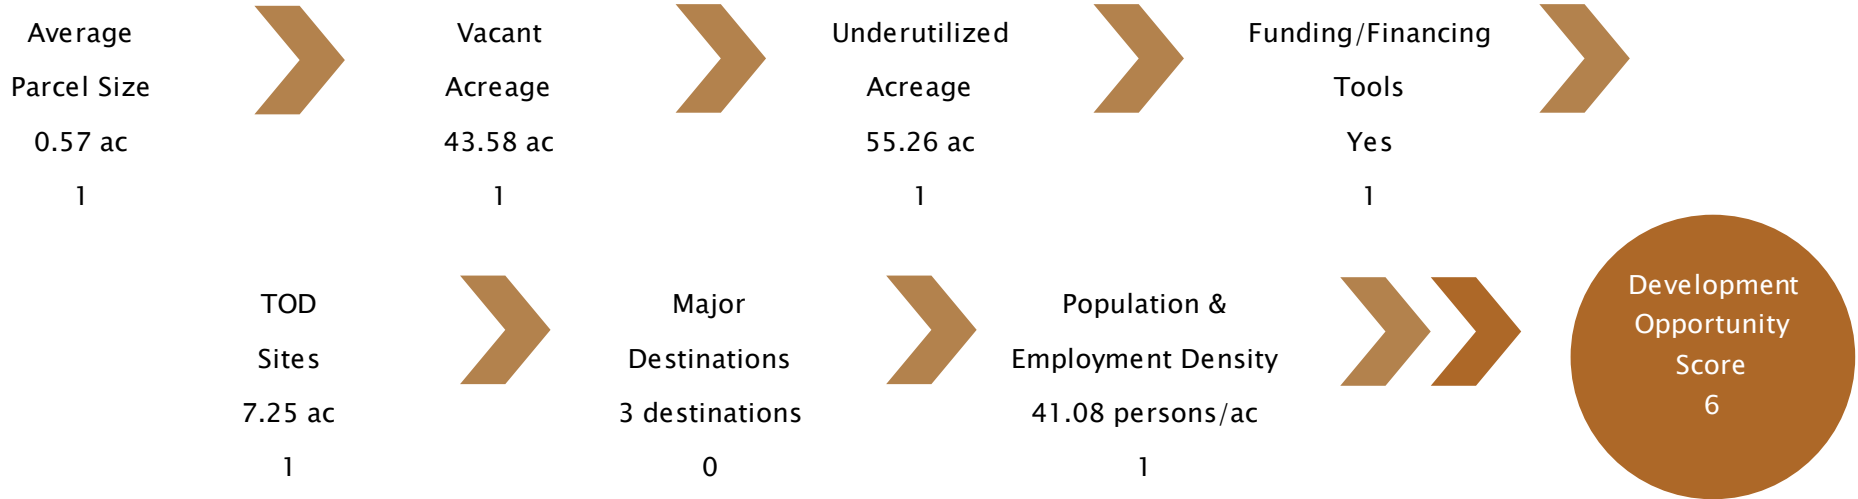 Average
Parcel Size
0.57 ac
1
Vacant
Acreage
43.58 ac
1
Underutilized
Acreage
55.26 ac
1
Funding/Financing
Tools
Yes
1
TOD
Sites
7.25 ac
1
Major
Destinations
3 destinations
0
Population &
Employment Density
41.08 persons/ac
1
Development
Opportunity
Score
6